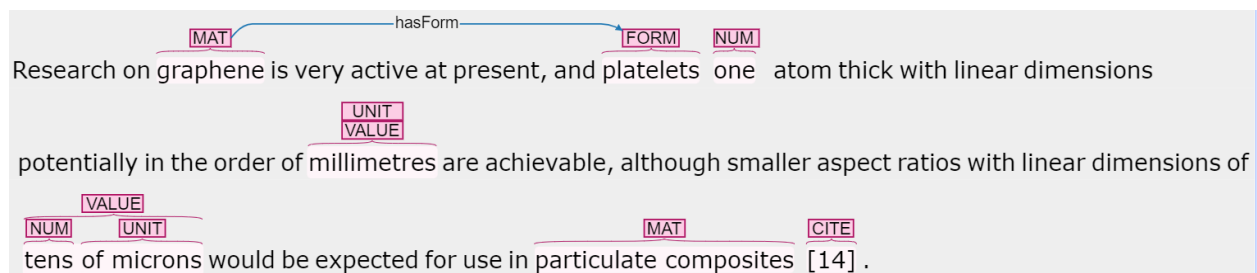 hasForm
MAT FORM NUM
Research on graphene is very active at present, and platelets one atom thick with linear dimensions
UNIT
VALUE
potentially in the order of millimetres are achievable, although smaller aspect ratios with linear dimensions of
VALUE
NUM UNIT MAT CITE
tens of microns would be expected for use in particulate composites [14] .